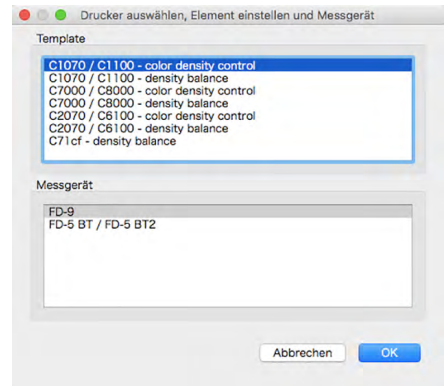 Drucker auswählen, Element einstellen und Messgerät
Template
C1070 / C1100 - color density control
C1070 / C1100 - density balance
C7000 / C8000 - color density control
C7000 / C8000 - density balance
C2070 / C6100 - color density control
C2070 / C6100 - density balance
C71cf - density balance
Messgerät
FD-9
FD-5 BT / FD-5 BT2
Abbrechen
OK